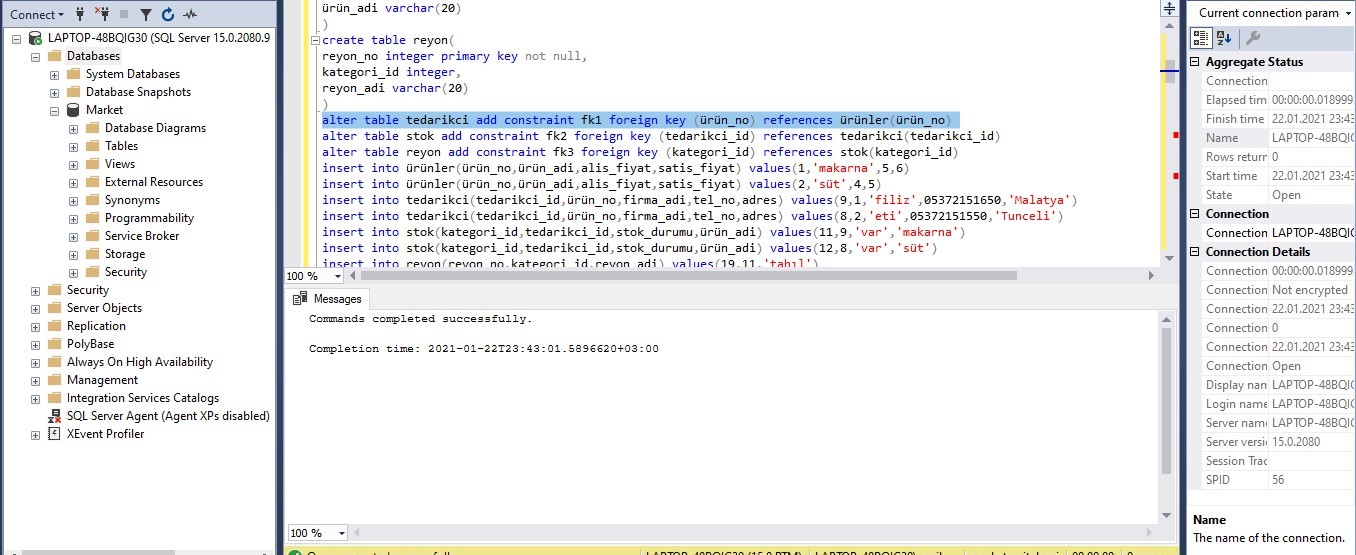 Connect
LAPTOP-48BQIG30 (SQL Server 15.0.2080.9
Databases
System Databases
Database Snapshots
Market
Database Diagrams
Tables
Views
External Resources
Synonyms
Programmability
Service Broker
Storage
Security
Security
Server Objects
Replication
PolyBase
Always On High Availability
Management
Integration Services Catalogs
SQL Server Agent (Agent XPs disabled)
XEvent Profiler
ürün_adi varchar(20)
)
create table reyon(
reyon_no integer primary key not null,
kategori_id integer,
reyon_adi varchar(20)
)
alter table tedarikci add constraint fk1 foreign key (ürün_no) references ürünler(ürün_no)
alter table stok add constraint fk2 foreign key (tedarikci_id) references tedarikci(tedarikci_id)
alter table reyon add constraint fk3 foreign key (kategori_id) references stok(kategori_id)
insert into ürünler(ürün_no,ürün_adi,alis_fiyat,satis_fiyat) values(1,'makarna',5,6)
insert into ürünler(ürün_no,ürün_adi,alis_fiyat,satis_fiyat) values(2,'süt',4,5)
insert into tedarikci(tedarikci_id,ürün_no,firma_adi,tel_no,adres) values(9,1,'filiz',05372151650,'Malatya')
insert into tedarikci(tedarikci_id,ürün_no,firma_adi,tel_no,adres) values(8,2,'eti',05372151550,'Tunceli')
insert into stok(kategori_id,tedarikci_id,stok_durumu,ürün_adi) values(11,9,'var','makarna')
insert into stok(kategori_id,tedarikci_id,stok_durumu,ürün_adi) values(12,8,'var','süt')
insert into reyon(reyon_no,kategori_id,reyon_adi) values(19,11,'tahıl')
100 %
Messages
Commands completed successfully.
Completion time: 2021-01-22T23:43:01.5896620+03:00
100 %
Current connection param
Aggregate Status
Connection
Elapsed tim 00:00:00.018999
Finish time 22.01.2021 23:43
Name LAPTOP-48BQIG
Rows return 0
Start time 22.01.2021 23:43
State Open
Connection
Connection LAPTOP-48BQIG
Connection Details
Connection 00:00:00.018999
Connection Not encrypted
Connection 22.01.2021 23:43
Connection 0
Connection 22.01.2021 23:43
Connection Open
Display nam LAPTOP-48BQIG
Login name LAPTOP-48BQIG
Server name LAPTOP-48BQIG
Server versi 15.0.2080
Session Trac
SPID 56
Name
The name of the connection.